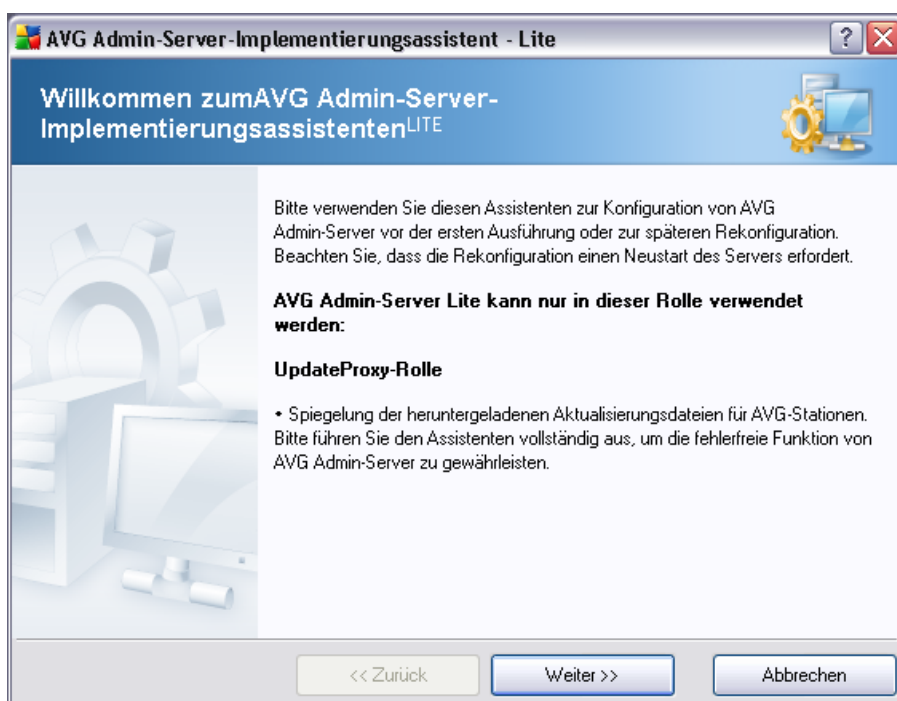 AVG Admin-Server-Implementierungsassistent - Lite
?
Willkommen zumAVG Admin-Server-
ImplementierungsassistentenLITE
Bitte verwenden Sie diesen Assistenten zur Konfiguration von AVG
Admin-Server vor der ersten Ausführung oder zur späteren Rekonfiguration.
Beachten Sie, dass die Rekonfiguration einen Neustart des Servers erfordert.
AVG Admin-Server Lite kann nur in dieser Rolle verwendet
werden:
UpdateProxy-Rolle
• Spiegelung der heruntergeladenen Aktualisierungsdateien für AVG-Stationen.
Bitte führen Sie den Assistenten vollständig aus, um die fehlerfreie Funktion von
AVG Admin-Server zu gewährleisten.
<< Zurück
Weiter >>
Abbrechen